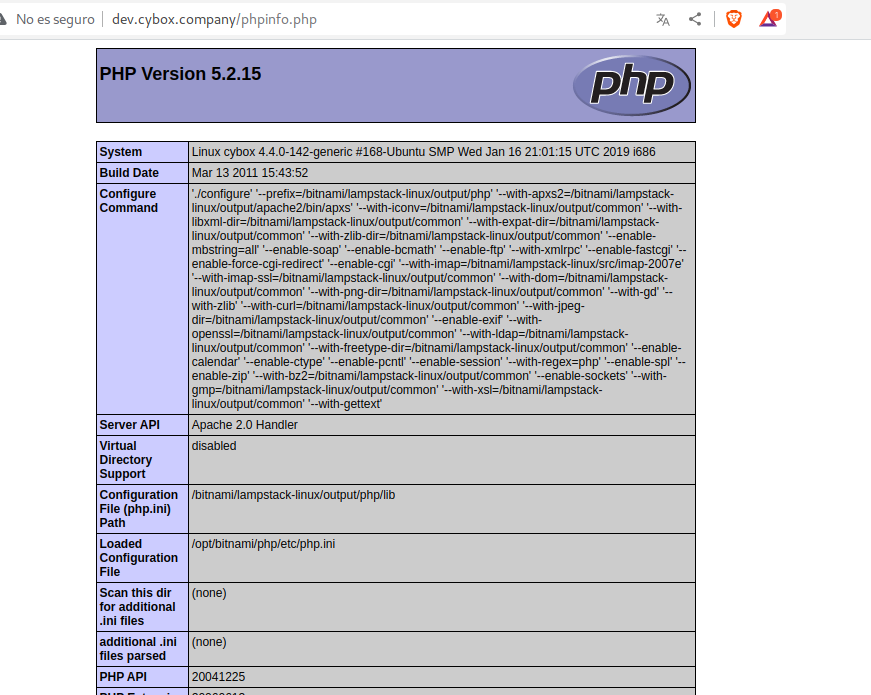 No es seguro dev.cybox.company/phpinfo.php 1
PHP Version 5.2.15
php
System Linux cybox 4.4.0-142-generic #168-Ubuntu SMP Wed Jan 16 21:01:15 UTC 2019 i686
Build Date Mar 13 2011 15:43:52
Configure Command './configure' '--prefix=/bitnami/lampstack-linux/output/php' '--with-apxs2=/bitnami/lampstack-
linux/output/apache2/bin/apxs' '--with-iconv=/bitnami/lampstack-linux/output/common' '--with-
libxml-dir=/bitnami/lampstack-linux/output/common' '--with-expat-dir=/bitnami/lampstack-
linux/output/common' '--with-zlib-dir=/bitnami/lampstack-linux/output/common' '--enable-
mbstring=all' '--enable-soap' '--enable-bcmath' '--enable-ftp' '--with-xmlrpc' '--enable-fastcgi' '--
enable-force-cgi-redirect' '--enable-cgi' '--with-imap=/bitnami/lampstack-linux/src/imap-2007e'
'--with-imap-ssl=/bitnami/lampstack-linux/output/common' '--with-dom=/bitnami/lampstack-
linux/output/common' '--with-png-dir=/bitnami/lampstack-linux/output/common' '--with-gd' '--
with-zlib' '--with-curl=/bitnami/lampstack-linux/output/common' '--with-jpeg-
dir=/bitnami/lampstack-linux/output/common' '--enable-exif' '--with-
openssl=/bitnami/lampstack-linux/output/common' '--with-ldap=/bitnami/lampstack-
linux/output/common' '--with-freetype-dir=/bitnami/lampstack-linux/output/common' '--enable-
calendar' '--enable-ctype' '--enable-pcntl' '--enable-session' '--with-regex=php' '--enable-spl' '--
enable-zip' '--with-bz2=/bitnami/lampstack-linux/output/common' '--enable-sockets' '--with-
gmp=/bitnami/lampstack-linux/output/common' '--with-xsl=/bitnami/lampstack-
linux/output/common' '--with-gettext'
Server API Apache 2.0 Handler
Virtual Directory Support disabled
Configuration File (php.ini) Path /bitnami/lampstack-linux/output/php/lib
Loaded Configuration File /opt/bitnami/php/etc/php.ini
Scan this dir for additional .ini files (none)
additional .ini files parsed (none)
PHP API 20041225